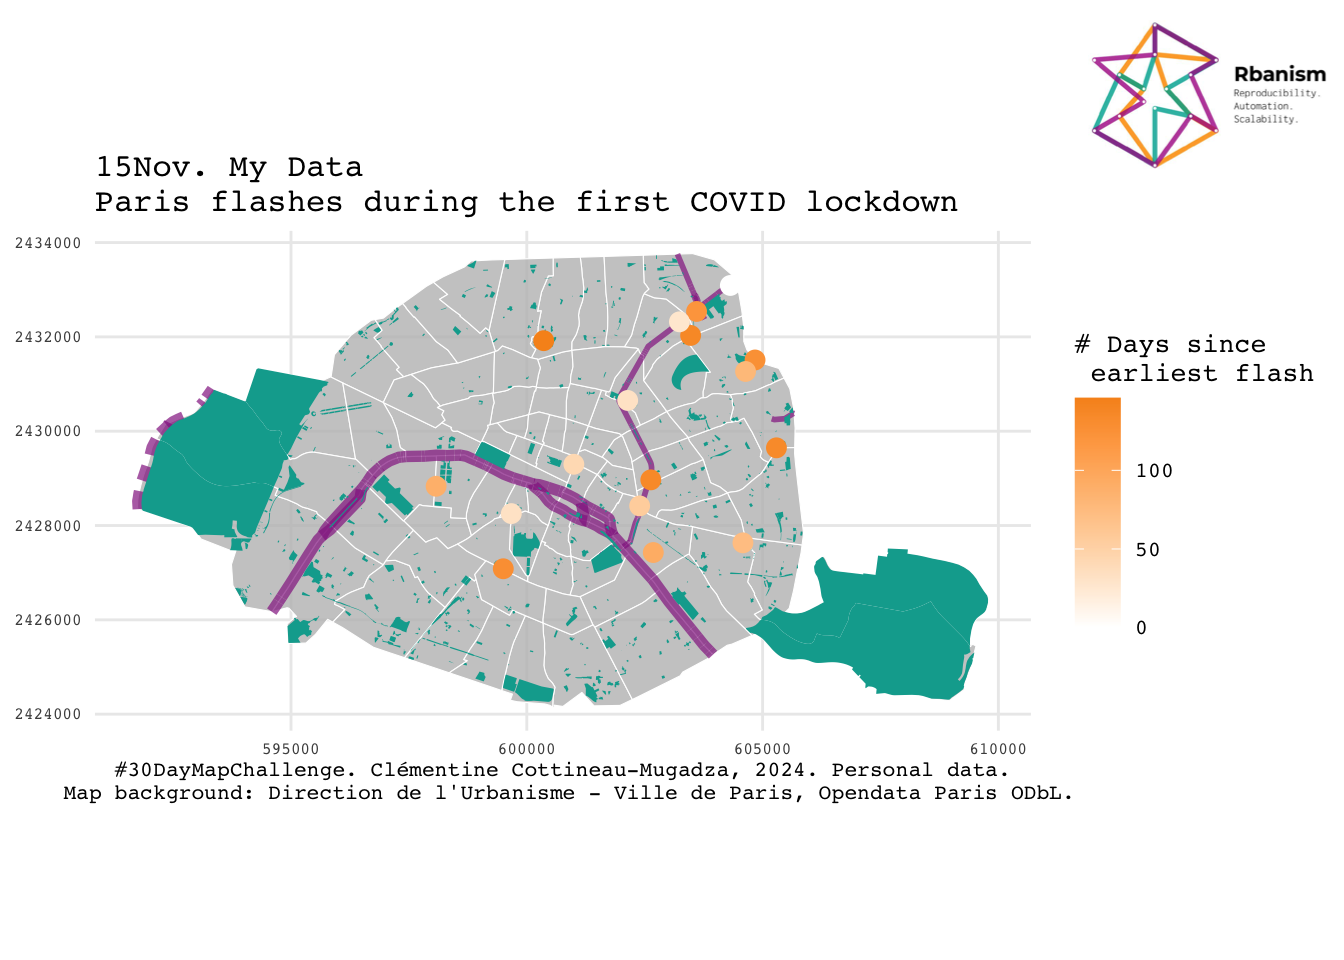 Rbanism
Reproducibility.
Automation.
Scalability.
15Nov. My Data
Paris flashes during the first COVID lockdown
2434000
2432000
2430000
2428000
2426000
2424000
595000 600000 605000 610000
# Days since
earliest flash
100
50
0
#30DayMapChallenge. Clémentine Cottineau-Mugadza, 2024. Personal data.
Map background: Direction de l'Urbanisme - Ville de Paris, Opendata Paris ODbL.